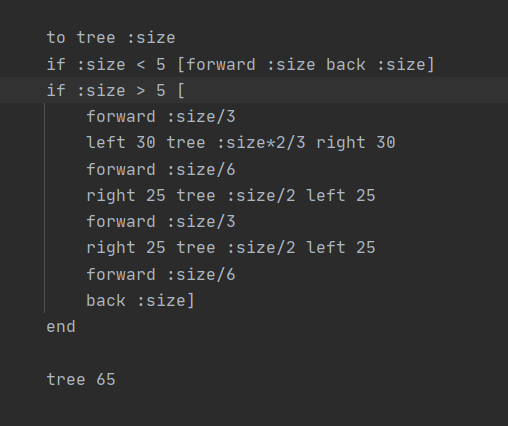 to tree :size
if :size < 5 [forward :size back :size]
if :size > 5 [
forward :size/3
left 30 tree :size*2/3 right 30
forward :size/6
right 25 tree :size/2 left 25
forward :size/3
right 25 tree :size/2 left 25
forward :size/6
back :size]
end
tree 65